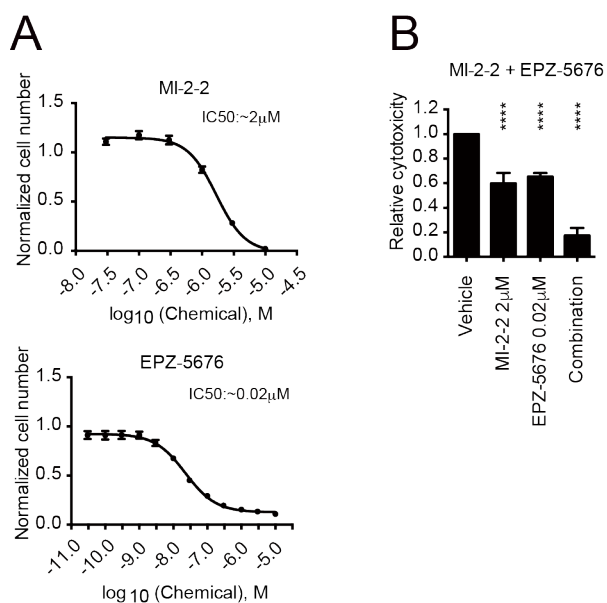 A
MI-2-2
IC50:~2μM
Normalized cell number
1.5
1.0
0.5
0.0
-8.0
-7.5
-7.0
-6.5
-6.0
-5.5
-5.0
-4.5
log10 (Chemical), M
EPZ-5676
IC50:~0.02μM
Normalized cell number
1.5
1.0
0.5
0.0
-11.0
-10.0
-9.0
-8.0
-7.0
-6.0
-5.0
log10 (Chemical), M
B
MI-2-2 + EPZ-5676
Relative cytotoxicity
1.2
1.0
0.8
0.6
0.4
0.2
0.0
****
****
****
Vehicle
MI-2-2 2μM
EPZ-5676 0.02μM
Combination